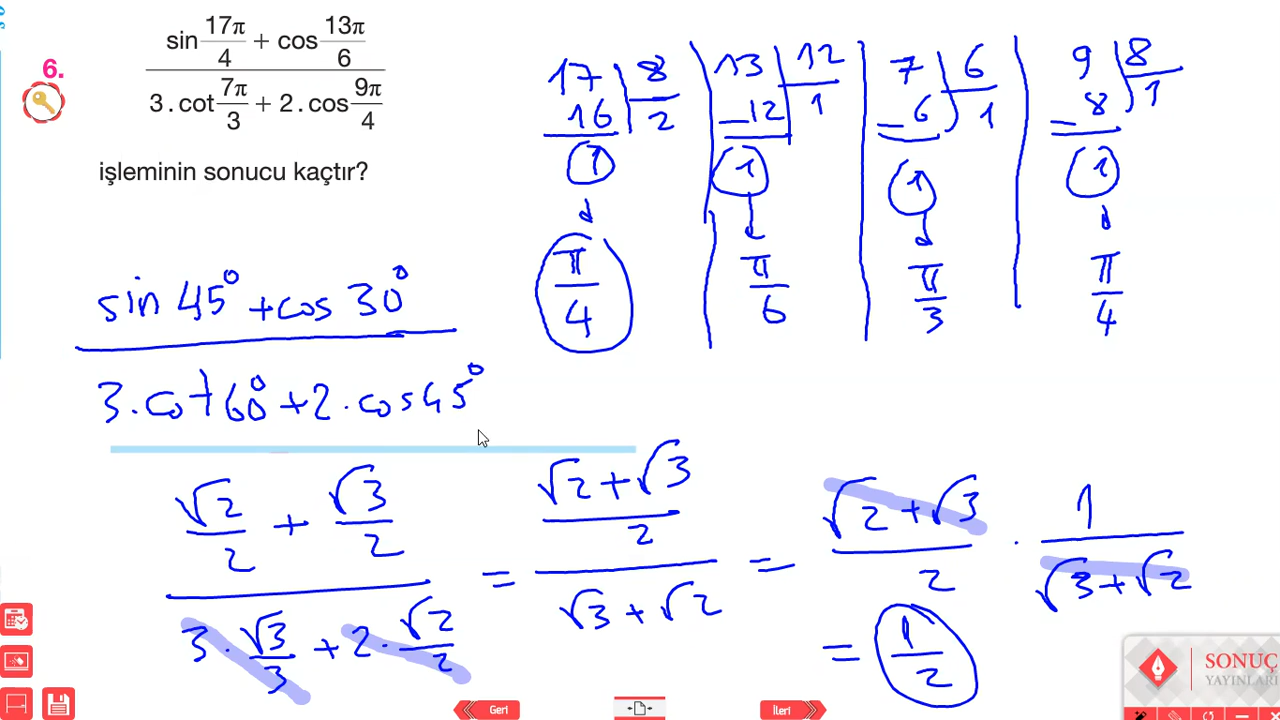 6.
sin 17π/4 + cos 13π/6
3.cot 7π/3 + 2.cos 9π/4
işleminin sonucu kaçtır?
17 8
16 2
1
π/4
13 12
_12 1
1
π/6
7 6
_ 6 1
1
π/3
9 8
_ 8 1
1
π/4
sin 45° + cos 30°
3.cot 60° + 2.cos 45°
√2/2 + √3/2
3.√3/3 + 2.√2/2
=
√2+√3
2
√3 + √2
=
√2+√3/2 . 1/√3+√2
= 1/2
Geri
İleri
SONUÇ
YAYINLARI